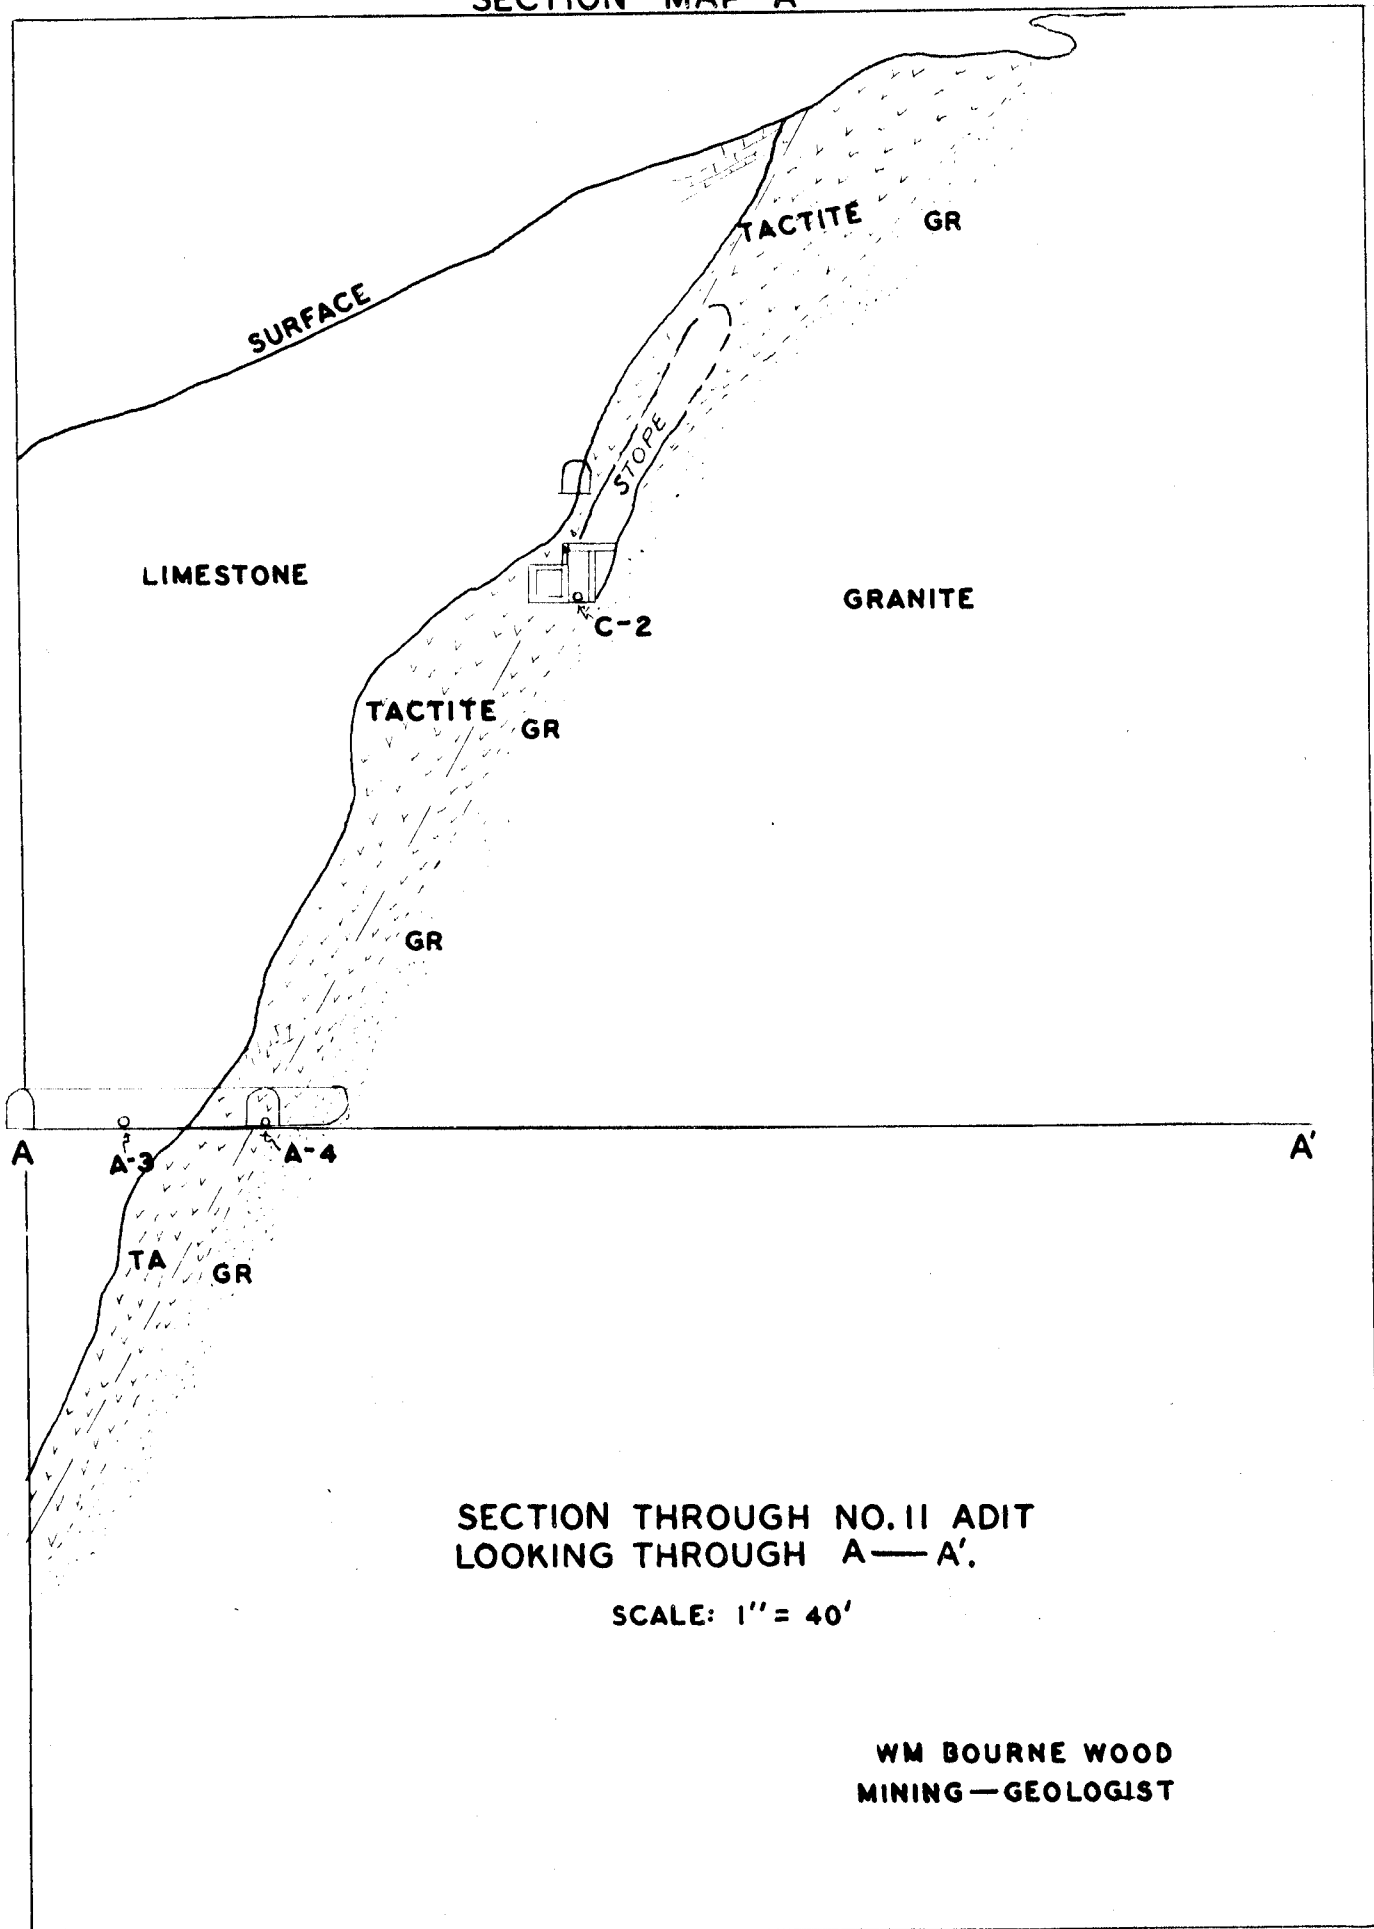 SECTION MAP A
TACTITE
GR
SURFACE
STOPE
LIMESTONE
GRANITE
C-2
TACTITE
GR
GR
A
A-3
A-4
A'
TA
GR
SECTION THROUGH NO. 11 ADIT
LOOKING THROUGH A — A'.
SCALE: 1" = 40'
WM BOURNE WOOD
MINING — GEOLOGIST